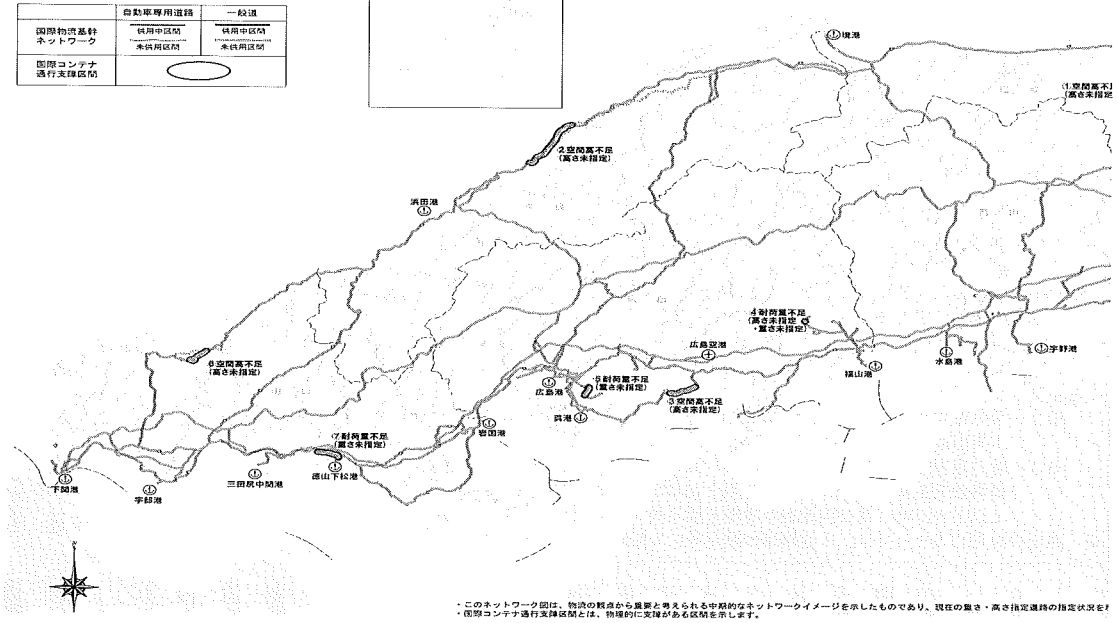 自動車専用道路 一般道
国際物流基幹
ネットワーク
供用中区間 供用中区間
未供用区間 未供用区間
国際コンテナ
通行支障区間
境港
①空間高不足
(高さ未指定
2空間高不足
(高さ未指定)
浜田港
4耐荷重不足
(高さ未指定
・重さ未指定)
広島空港
6空間高不足
(高さ未指定)
宇野港
水島港
福山港
広島港
5耐荷重不足
(重さ未指定)
3空間高不足
(高さ未指定)
呉港
岩国港
⑦耐荷重不足
(重さ未指定)
徳山下松港
三田尻中関港
下関港
宇部港
N
・このネットワーク図は、物流の観点から重要と考えられる中期的なネットワークイメージを示したものであり、現在の重さ・高さ指定道路の指定状況を
・国際コンテナ通行支障区間とは、物理的に支障がある区間を示します。